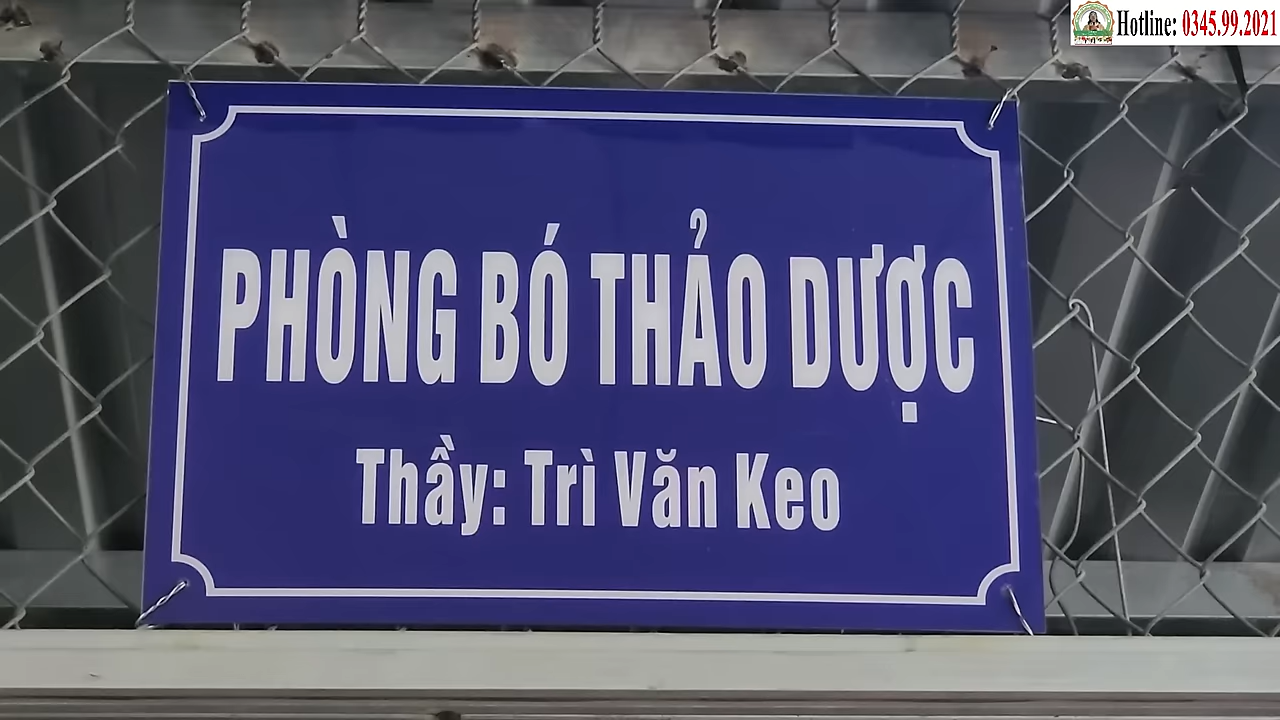 Hotline: 0345.99.2021
PHÒNG BÓ THẢO DƯỢC
Thầy: Trì Văn Keo